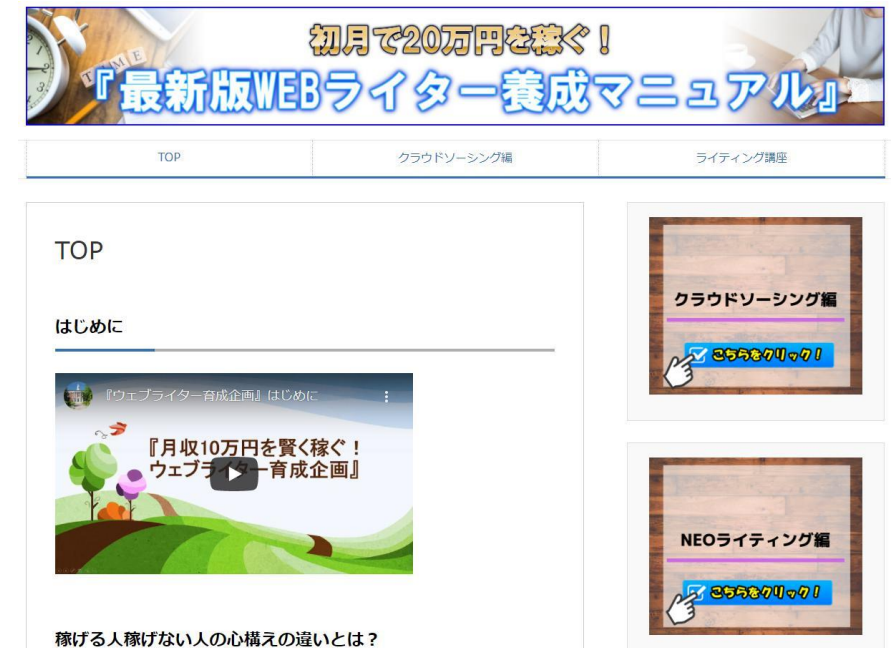 TIME
初月で20万円を稼ぐ!
『最新版WEBライター養成マニュアル』
TOP
クラウドソーシング編
ライティング講座
TOP
はじめに
『ウェブライター育成企画』はじめに
『月収10万円を賢く稼ぐ!
ウェブライター育成企画』
稼げる人稼げない人の心構えの違いとは?
クラウドソーシング編
こちらをクリック!
NEOライティング編
こちらをクリック!